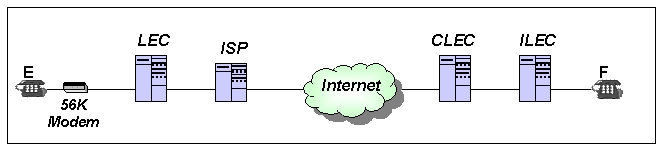 LEC
ISP
CLEC
ILEC
E
Internet
F
56K
Modem